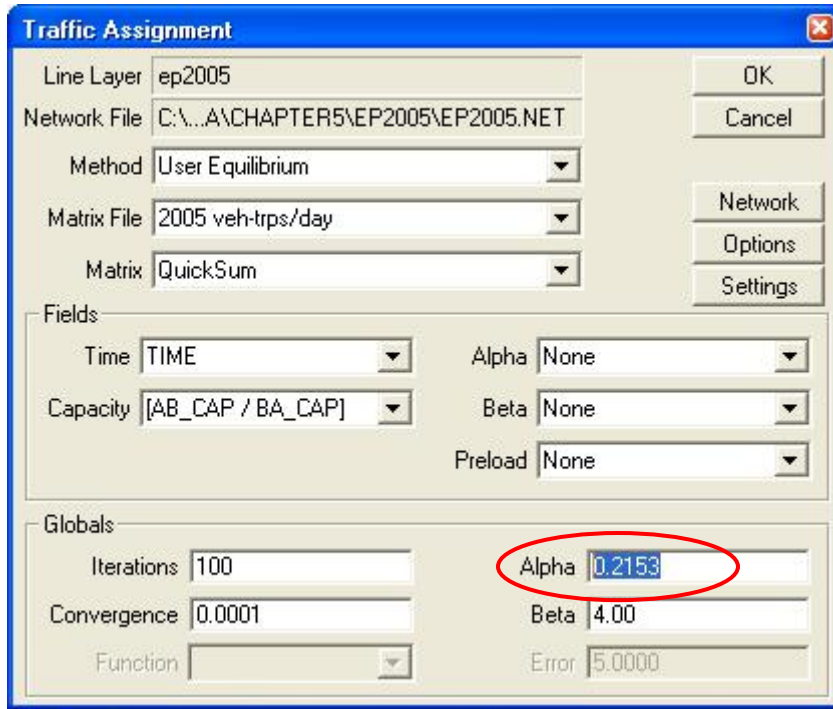 Traffic Assignment
Line Layer ep2005
OK
Network File C:\...A\CHAPTER5\EP2005\EP2005.NET
Cancel
Method User Equilibrium
Matrix File 2005 veh-trps/day
Network
Options
Matrix QuickSum
Settings
Fields
Time TIME
Alpha None
Capacity [AB_CAP / BA_CAP]
Beta None
Preload None
Globals
Iterations 100
Alpha 0.2153
Convergence 0.0001
Beta 4.00
Function
Error 5.0000